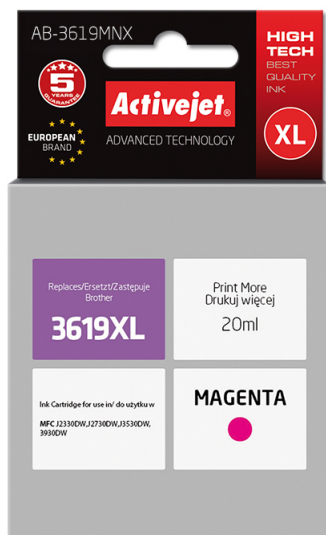 AB-3619MNX
HIGH
TECH
BEST
QUALITY
INK
5
YEARS
GUARANTEE
Activejet®
EUROPEAN
BRAND
ADVANCED TECHNOLOGY
XL
Replaces/Ersetzt/Zastępuje
Brother
3619XL
Print More
Drukuj więcej
20ml
Ink Cartridge for use in/ do użytku w
MFC J2330DW,J2730DW,J3530DW,
3930DW
MAGENTA